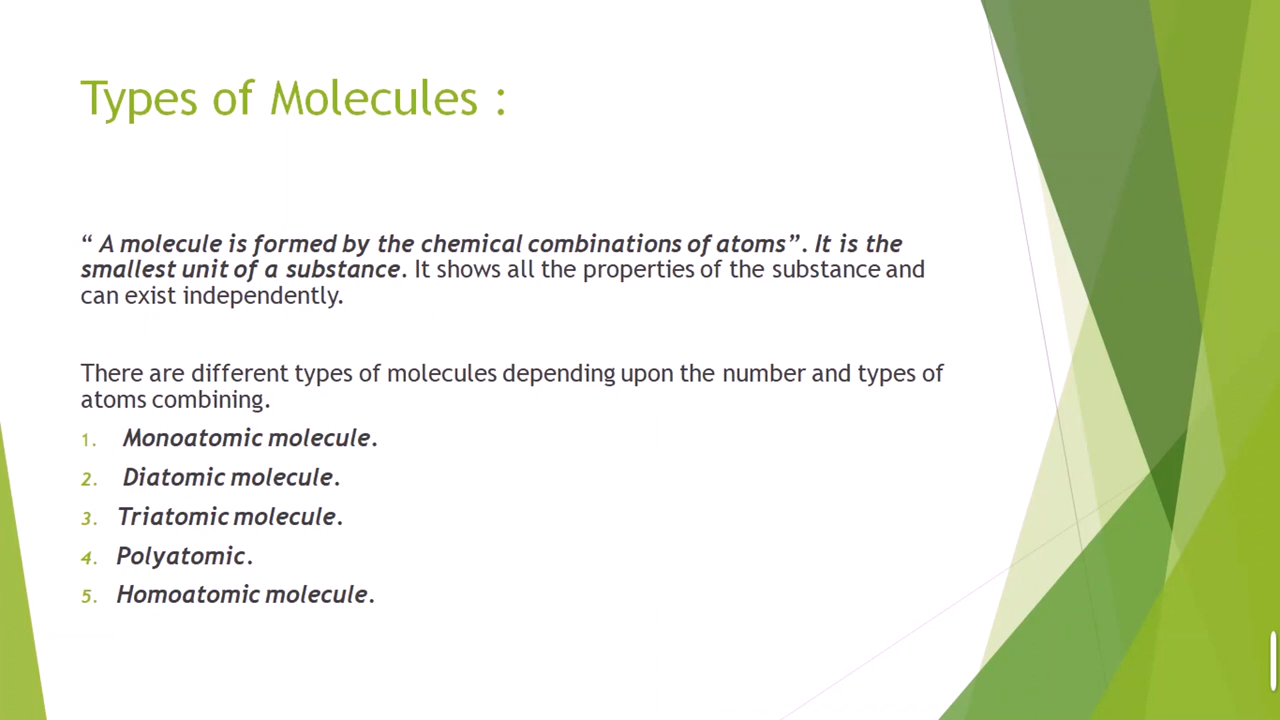 Types of Molecules :
“ A molecule is formed by the chemical combinations of atoms”. It is the
smallest unit of a substance. It shows all the properties of the substance and
can exist independently.
There are different types of molecules depending upon the number and types of
atoms combining.
1. Monoatomic molecule.
2. Diatomic molecule.
3. Triatomic molecule.
4. Polyatomic.
5. Homoatomic molecule.